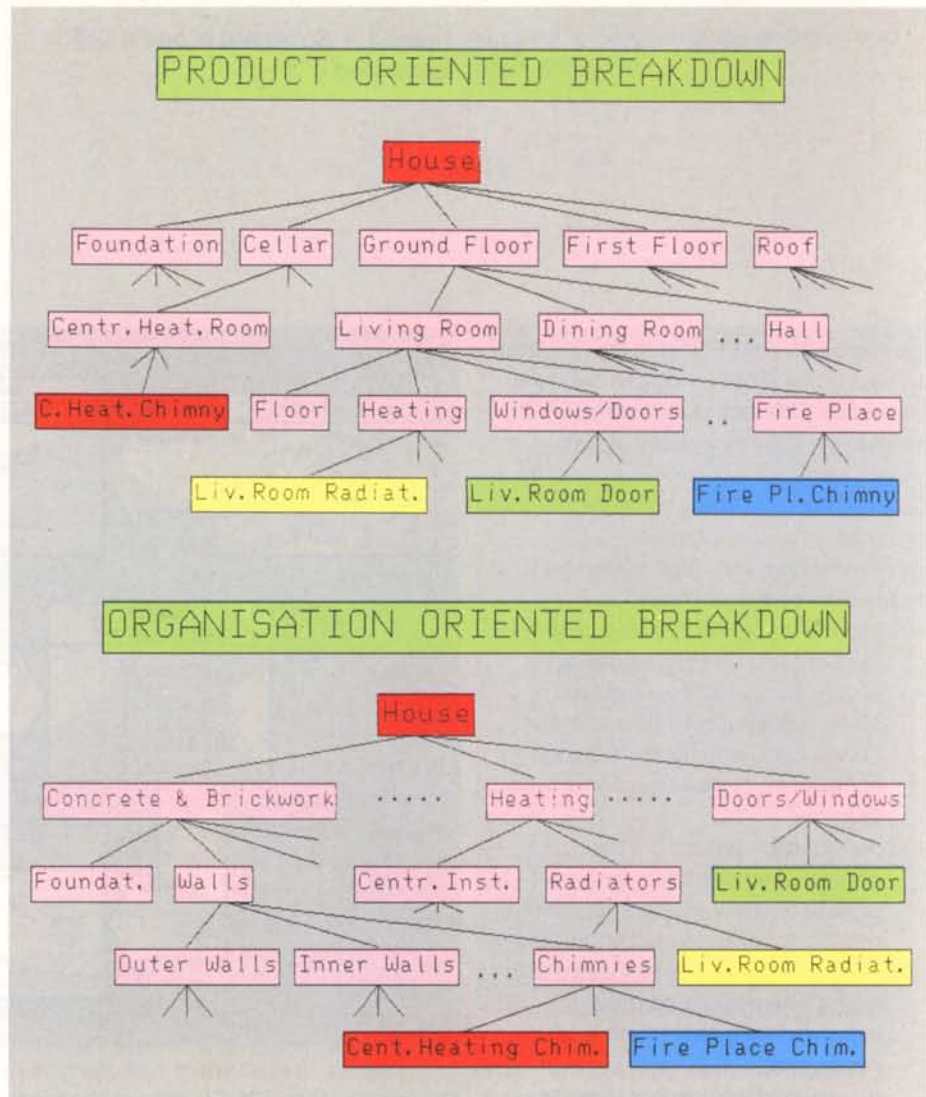 PRODUCT ORIENTED BREAKDOWN
House
Foundation Cellar Ground Floor First Floor Roof
Centr.Heat.Room Living Room Dining Room ... Hall
C.Heat.Chimny Floor Heating Windows/Doors .. Fire Place
Liv.Room Radiat. Liv.Room Door Fire Pl.Chimny
ORGANISATION ORIENTED BREAKDOWN
House
Concrete & Brickwork ..... Heating ..... Doors/Windows
Foundat. Walls Centr.Inst. Radiators Liv.Room Door
Outer Walls Inner Walls ... Chimnies Liv.Room Radiat.
Cent.Heating Chim. Fire Place Chim.